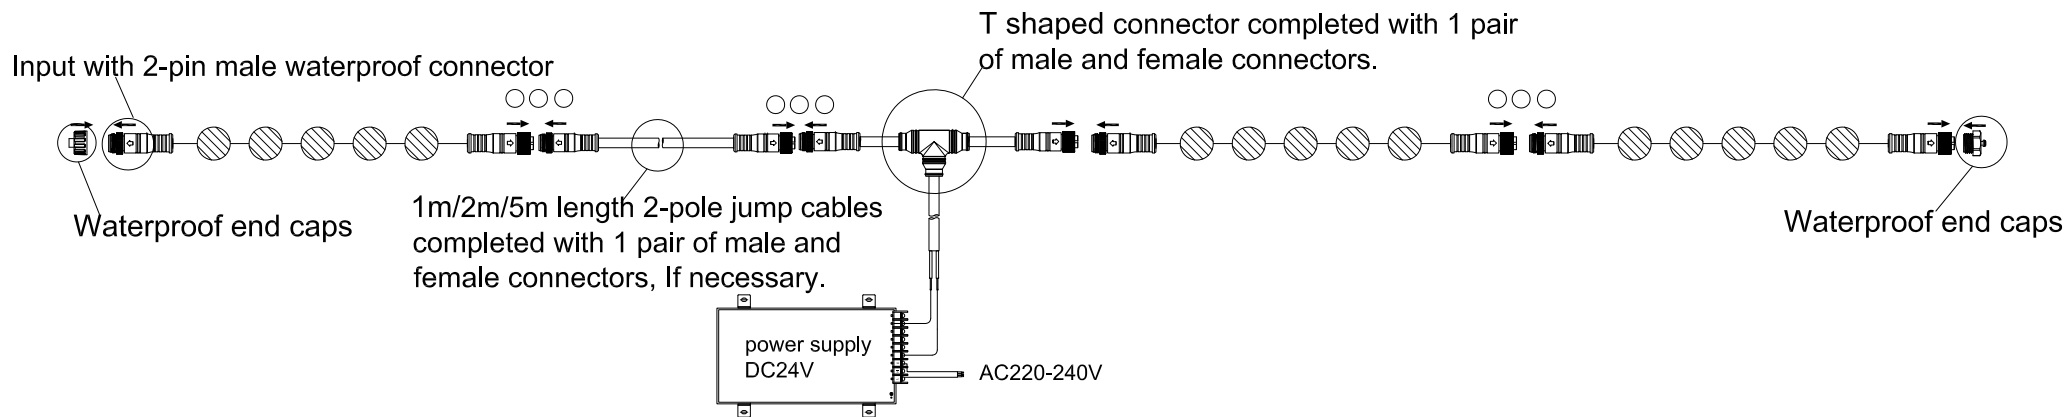 T shaped connector completed with 1 pair
of male and female connectors.
Input with 2-pin male waterproof connector
Waterproof end caps
1m/2m/5m length 2-pole jump cables
completed with 1 pair of male and
female connectors, If necessary.
Waterproof end caps
power supply
DC24V
AC220-240V